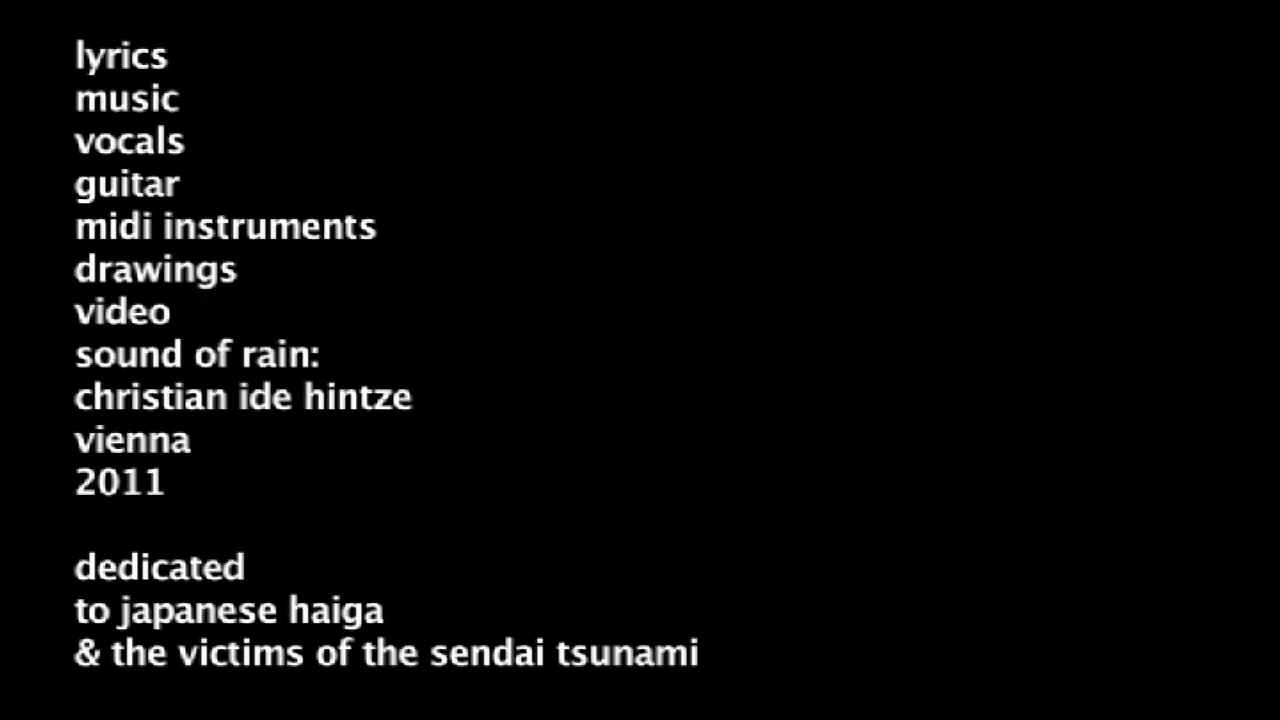 lyrics
music
vocals
guitar
midi instruments
drawings
video
sound of rain:
christian ide hintze
vienna
2011
dedicated
to japanese haiga
& the victims of the sendai tsunami